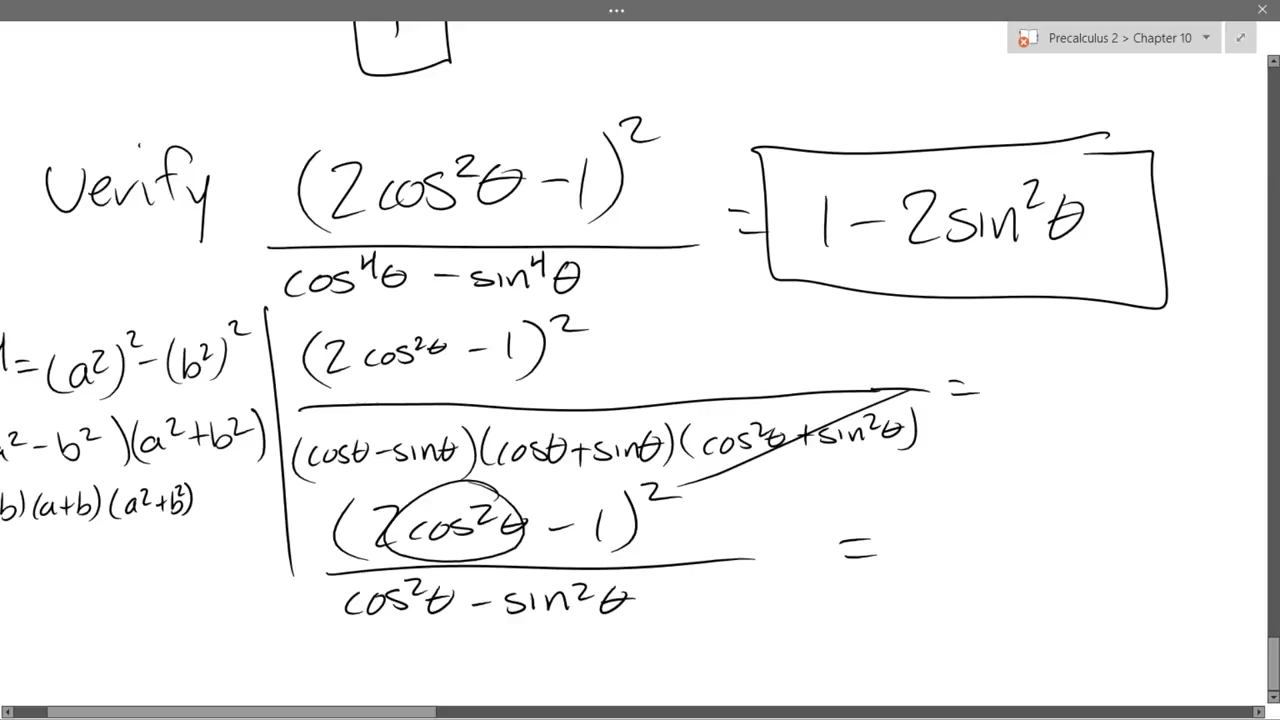 Precalculus 2 > Chapter 10
Verify (2cos²θ − 1)² / (cos⁴θ − sin⁴θ) = 1 − 2sin²θ
= (a²)² − (b²)²
a² − b²)(a² + b²)
b)(a+b)(a²+b²)
(2cos²θ − 1)² / (cosθ − sinθ)(cosθ + sinθ)(cos²θ + sin²θ) =
(2cos²θ − 1)² / cos²θ − sin²θ =